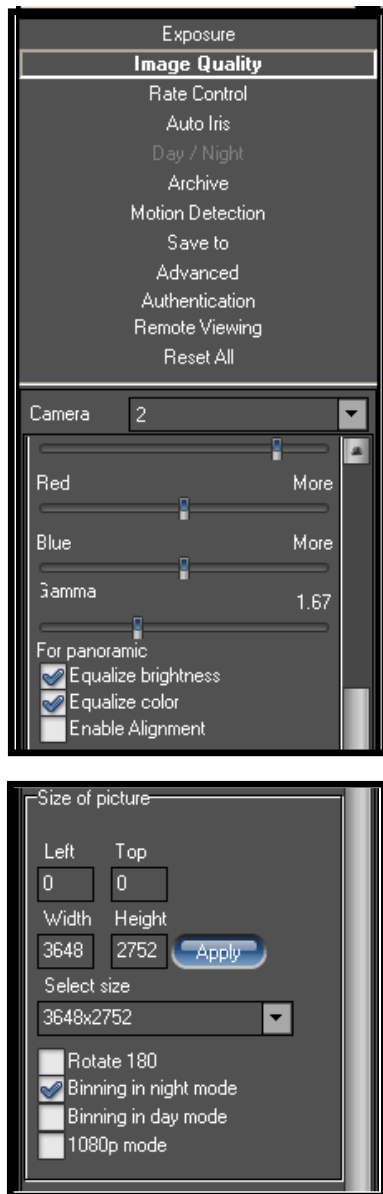 Exposure
Image Quality
Rate Control
Auto Iris
Day / Night
Archive
Motion Detection
Save to
Advanced
Authentication
Remote Viewing
Reset All
Camera 2
Red More
Blue More
Gamma 1.67
For panoramic
Equalize brightness
Equalize color
Enable Alignment
Size of picture
Left Top
0 0
Width Height
3648 2752 Apply
Select size
3648x2752
Rotate 180
Binning in night mode
Binning in day mode
1080p mode